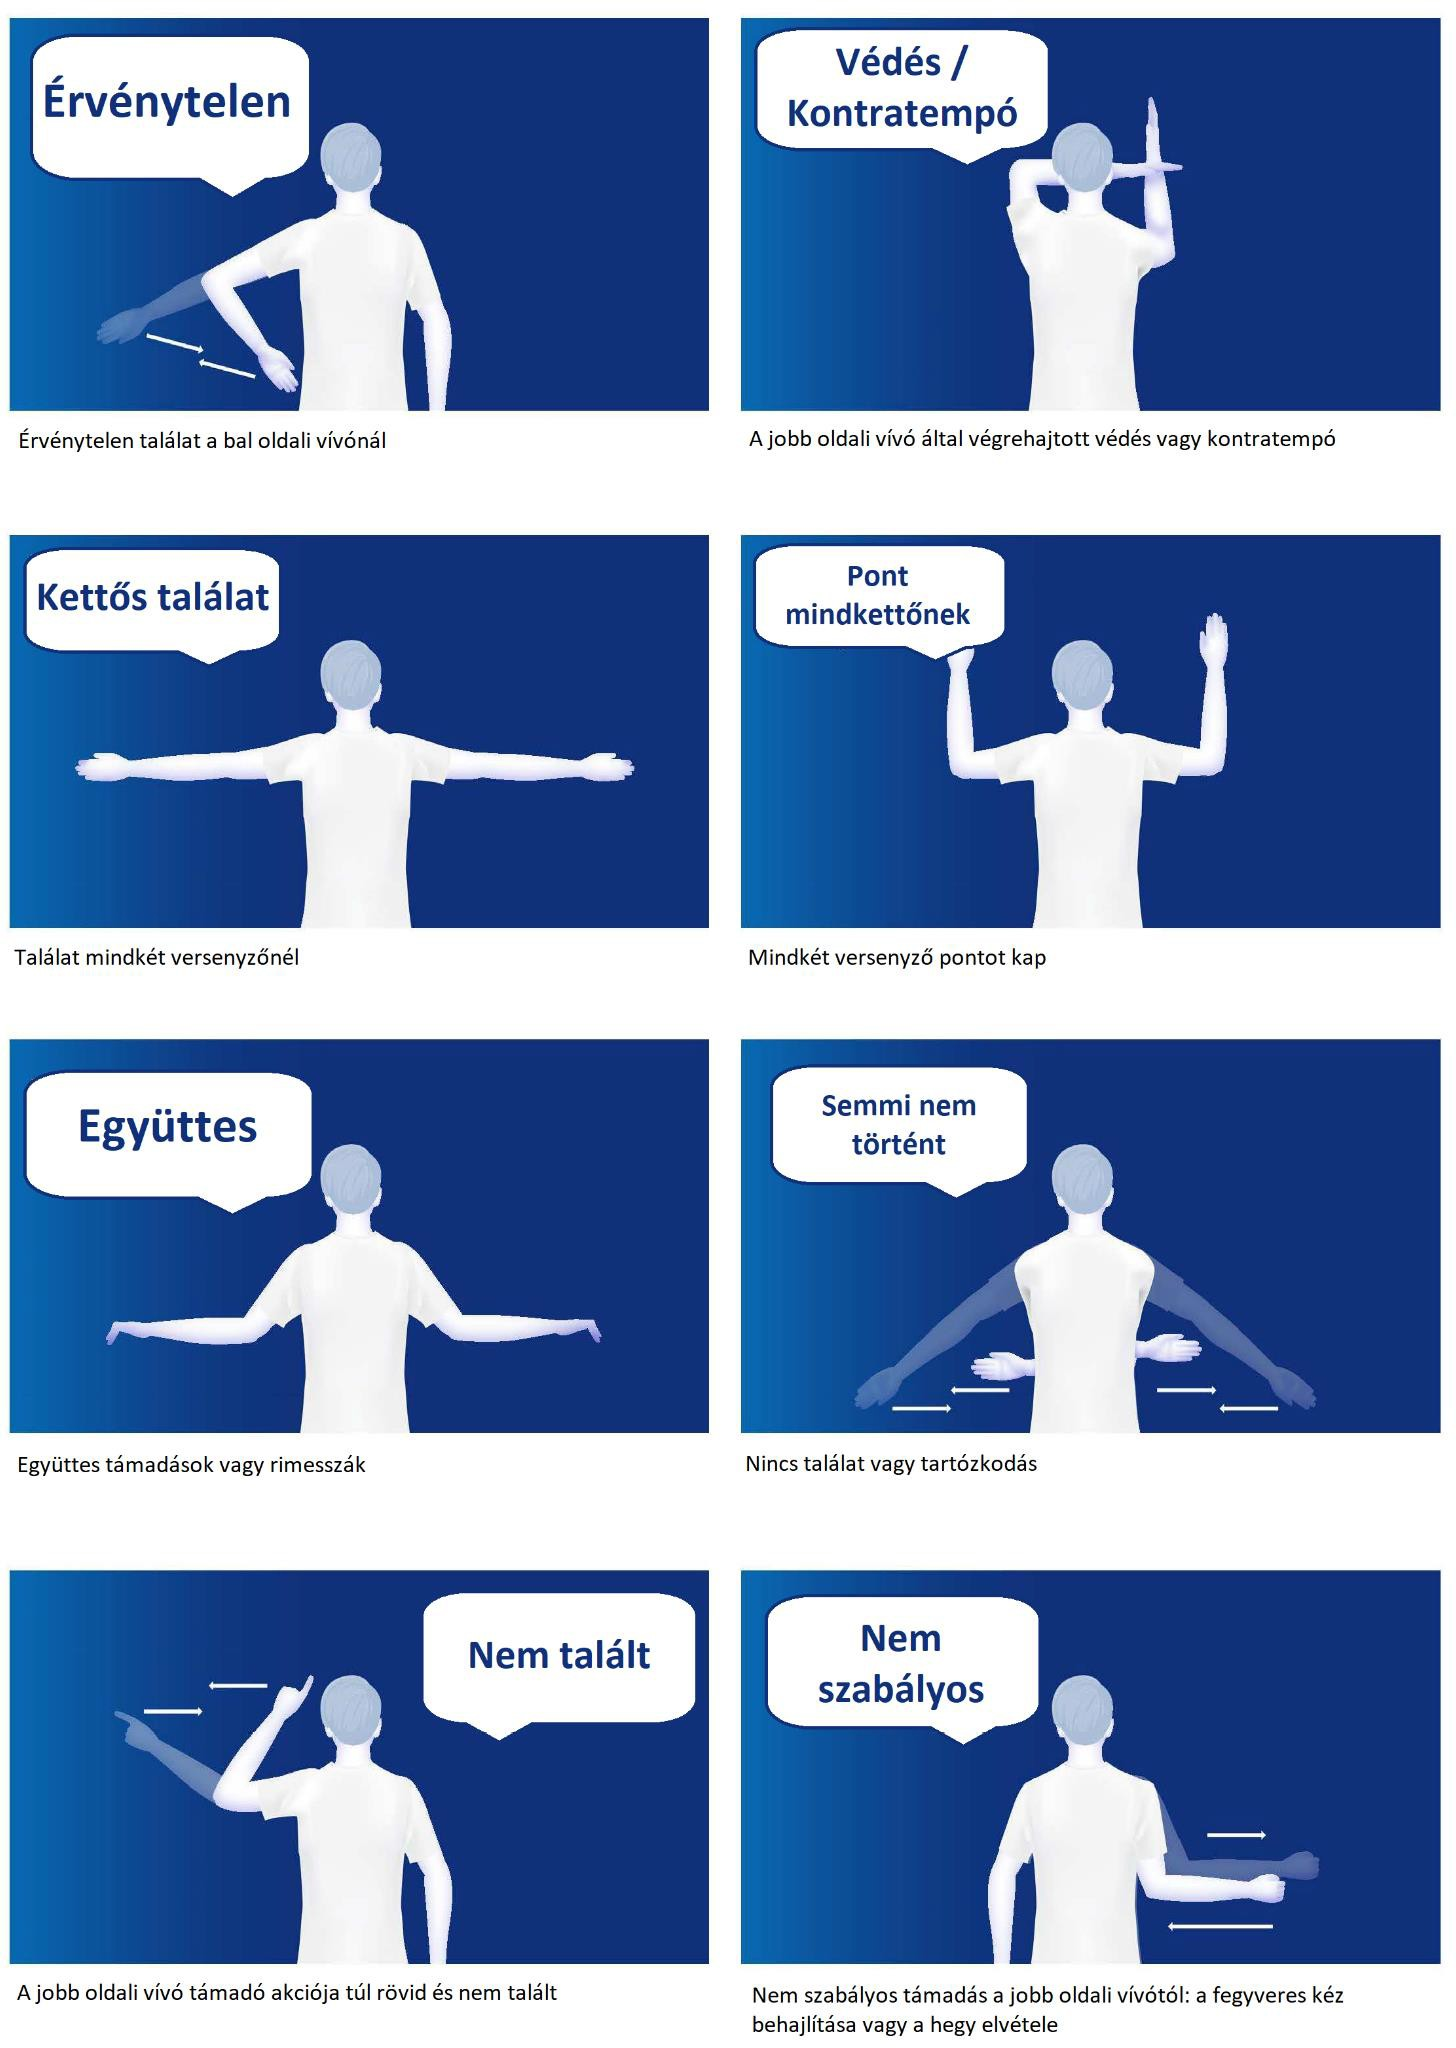 Érvénytelen
Védés /
Kontratempó
Érvénytelen találat a bal oldali vívónál
A jobb oldali vívó által végrehajtott védés vagy kontratempó
Kettős találat
Pont
mindkettőnek
Találat mindkét versenyzőnél
Mindkét versenyző pontot kap
Együttes
Semmi nem
történt
Együttes támadások vagy rimesszák
Nincs találat vagy tartózkodás
Nem talált
Nem
szabályos
A jobb oldali vívó támadó akciója túl rövid és nem talált
Nem szabályos támadás a jobb oldali vívótól: a fegyveres kéz
behajlítása vagy a hegy elvétele